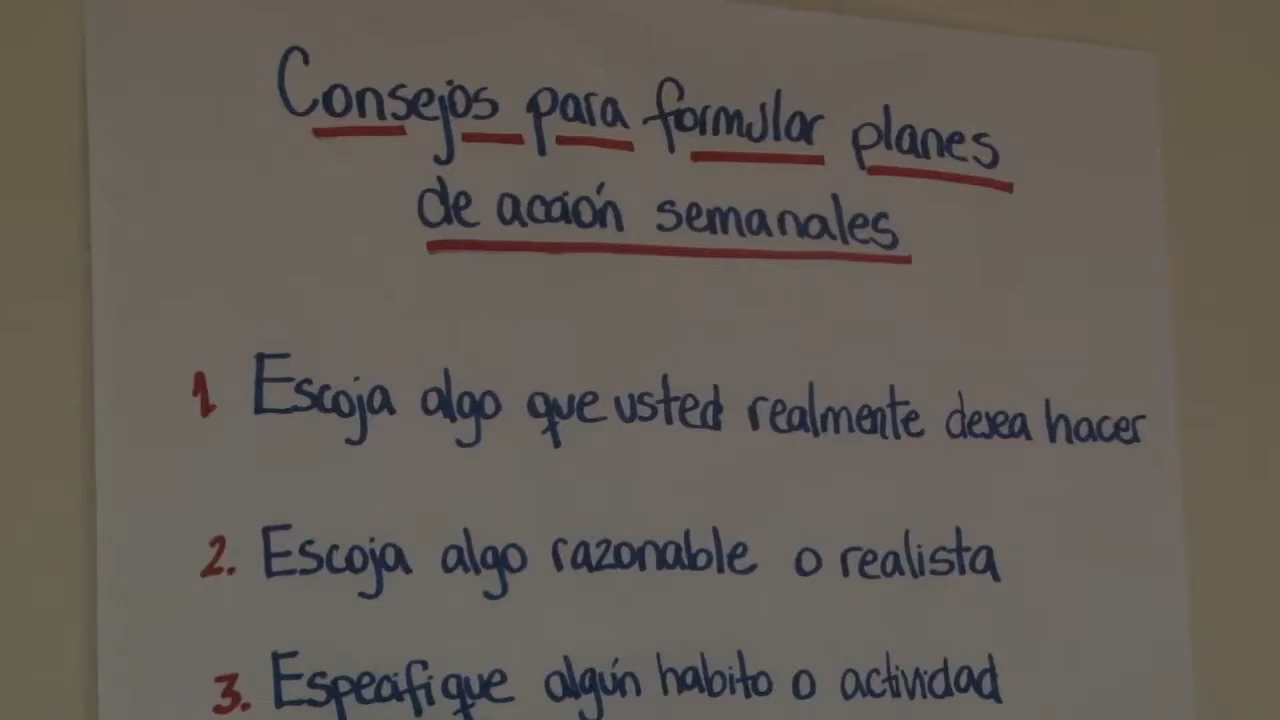 Consejos para formular planes
de acción semanales
1 Escoja algo que usted realmente desea hacer
2. Escoja algo razonable o realista
3. Especifique algún habito o actividad